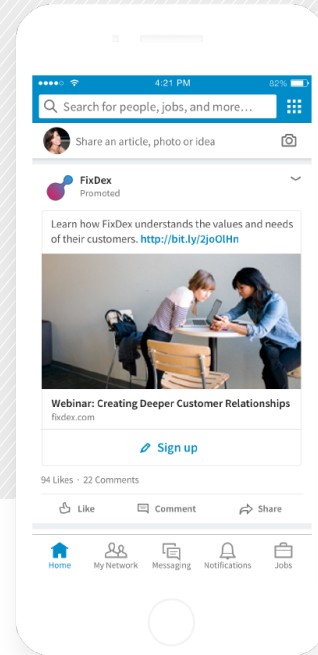 4:21 PM
82%
Search for people, jobs, and more...
Share an article, photo or idea
FixDex
Promoted
Learn how FixDex understands the values and needs
of their customers. http://bit.ly/2joOlHn
Webinar: Creating Deeper Customer Relationships
fixdex.com
Sign up
94 Likes · 22 Comments
Like Comment Share
Home My Network Messaging Notifications Jobs